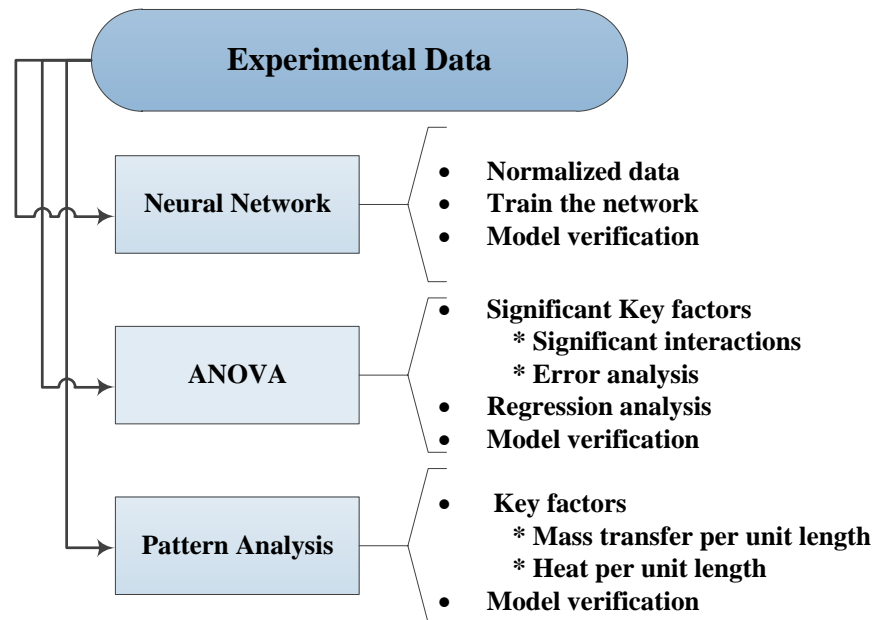 Experimental Data
Neural Network
• Normalized data
• Train the network
• Model verification
ANOVA
• Significant Key factors
* Significant interactions
* Error analysis
• Regression analysis
• Model verification
Pattern Analysis
• Key factors
* Mass transfer per unit length
* Heat per unit length
• Model verification